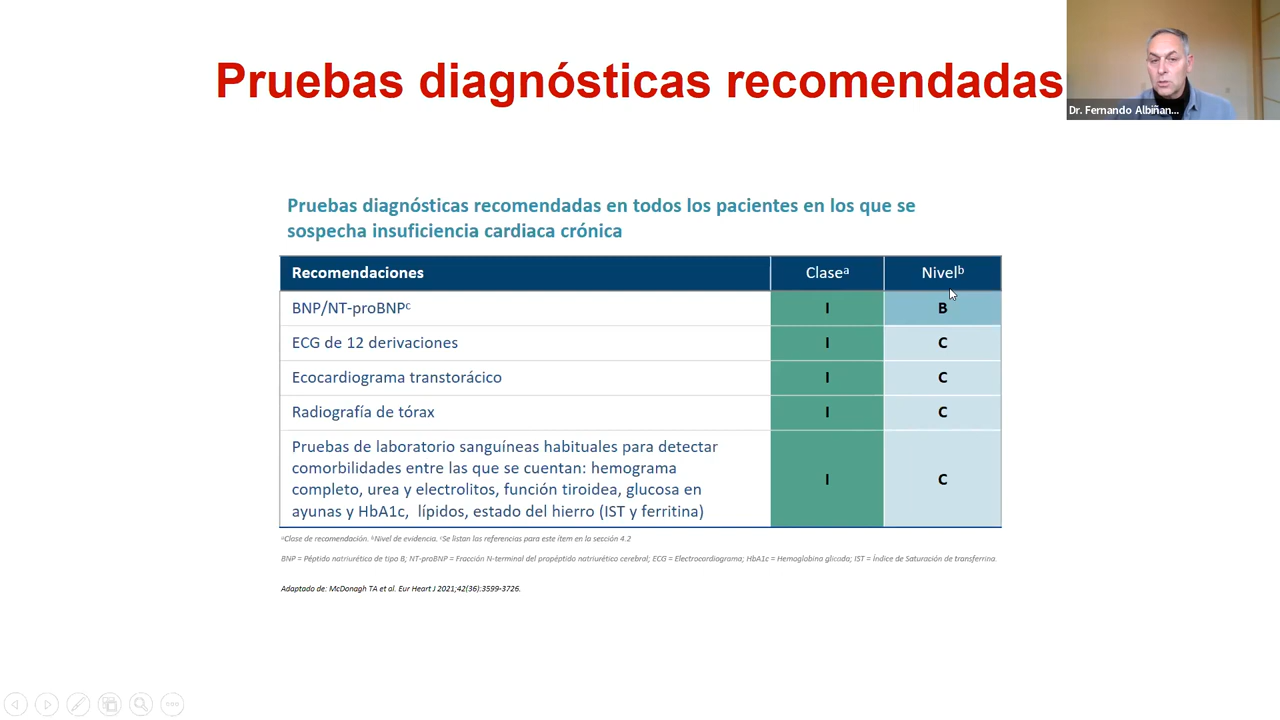 Pruebas diagnósticas recomendadas
Dr. Fernando Albiñan...
Pruebas diagnósticas recomendadas en todos los pacientes en los que se
sospecha insuficiencia cardiaca crónica
Recomendaciones Claseᵃ Nivelᵇ
BNP/NT-proBNPᶜ I B
ECG de 12 derivaciones I C
Ecocardiograma transtorácico I C
Radiografía de tórax I C
Pruebas de laboratorio sanguíneas habituales para detectar
comorbilidades entre las que se cuentan: hemograma
completo, urea y electrolitos, función tiroidea, glucosa en
ayunas y HbA1c, lípidos, estado del hierro (IST y ferritina) I C
ᵃClase de recomendación. ᵇNivel de evidencia. ᶜSe listan las referencias para este ítem en la sección 4.2
BNP = Péptido natriurético de tipo B; NT-proBNP = Fracción N-terminal del propéptido natriurético cerebral; ECG = Electrocardiograma; HbA1c = Hemoglobina glicada; IST = Índice de Saturación de transferrina.
Adaptado de: McDonagh TA et al. Eur Heart J 2021;42(36):3599-3726.